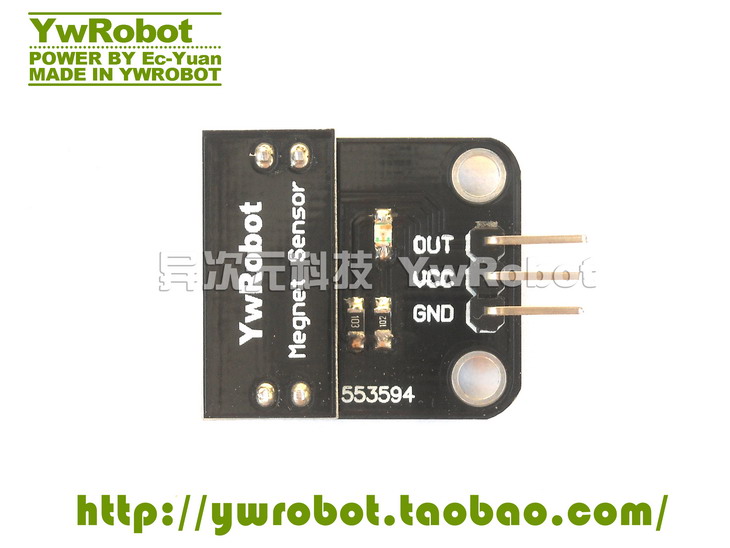 YwRobot
POWER BY Ec-Yuan
MADE IN YWROBOT
YwRobot
Megnet Sensor
OUT
VCC
GND
异次元科技 YwRobot
103
102
553594
http://ywrobot.taobao.com/